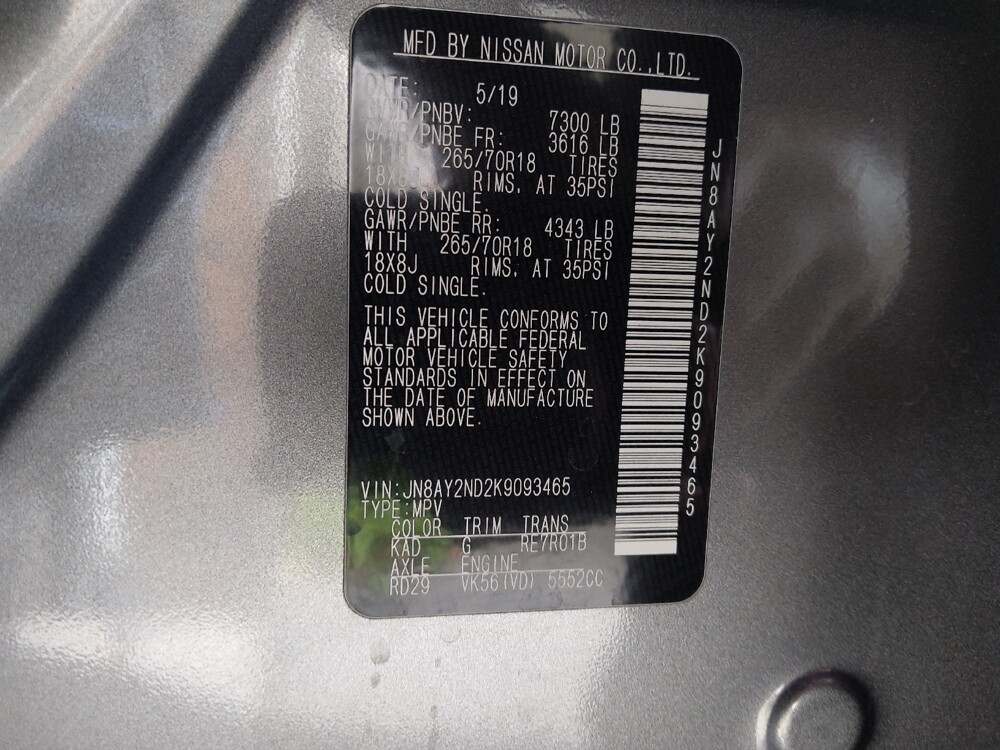 MFD BY NISSAN MOTOR CO.,LTD.
DATE: 5/19
GVWR/PNBV: 7300 LB
GAWR/PNBE FR: 3616 LB
WITH 265/70R18 TIRES
18X8J RIMS. AT 35PSI
COLD SINGLE.
GAWR/PNBE RR: 4343 LB
WITH 265/70R18 TIRES
18X8J RIMS. AT 35PSI
COLD SINGLE.
THIS VEHICLE CONFORMS TO
ALL APPLICABLE FEDERAL
MOTOR VEHICLE SAFETY
STANDARDS IN EFFECT ON
THE DATE OF MANUFACTURE
SHOWN ABOVE.
VIN:JN8AY2ND2K9093465
TYPE:MPV
COLOR TRIM TRANS
KAD G RE7R01B
AXLE ENGINE
RD29 VK56(VD) 5552CC
JN8AY2ND2K9093465